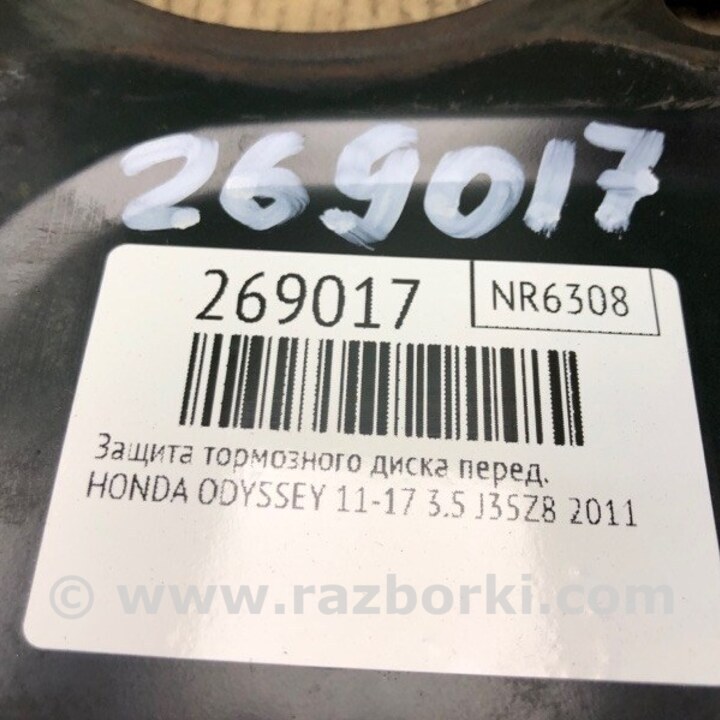 269017
269017
NR6308
Защита тормозного диска перед.
HONDA ODYSSEY 11-17 3.5 J35Z8 2011
© www.razborki.com